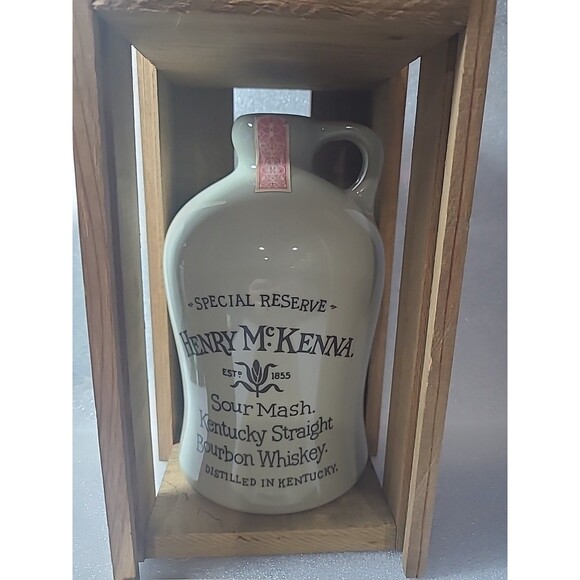 SPECIAL RESERVE
HENRY McKENNA.
ESTD 1855
Sour Mash.
Kentucky Straight
Bourbon Whiskey.
DISTILLED IN KENTUCKY.